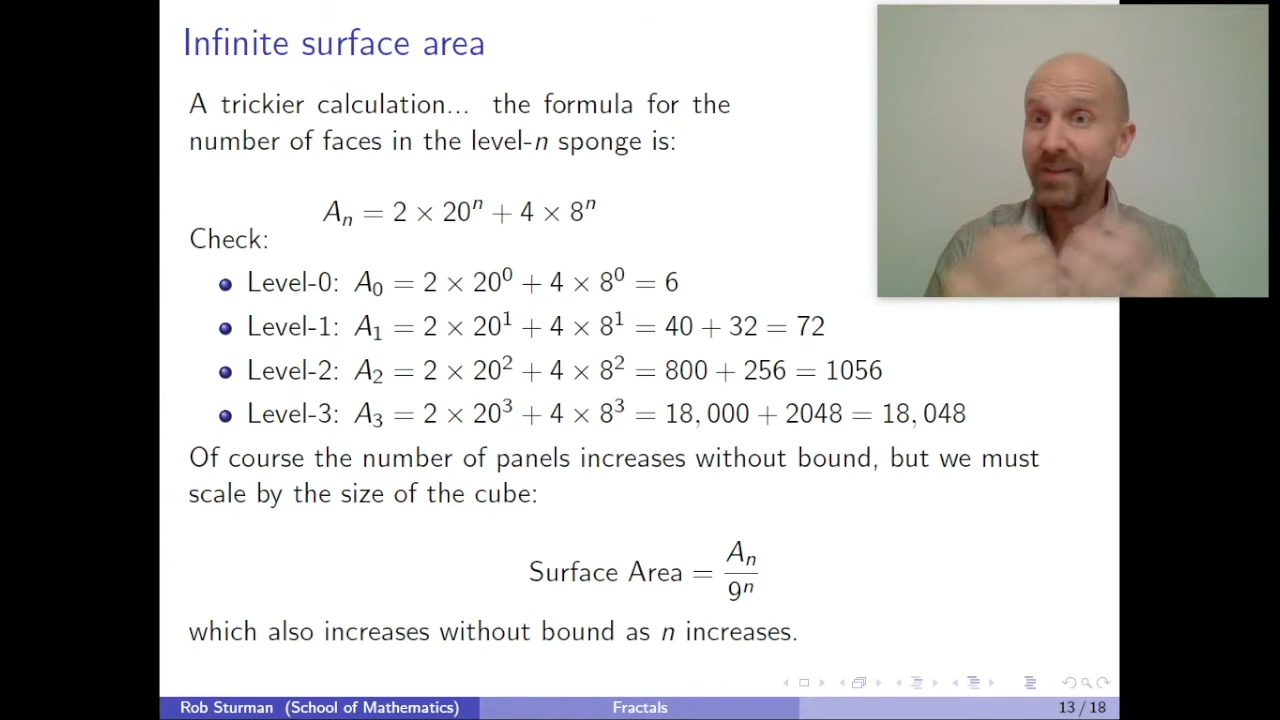 Infinite surface area
A trickier calculation... the formula for the
number of faces in the level-n sponge is:
Aₙ = 2 × 20ⁿ + 4 × 8ⁿ
Check:
Level-0: A₀ = 2 × 20⁰ + 4 × 8⁰ = 6
Level-1: A₁ = 2 × 20¹ + 4 × 8¹ = 40 + 32 = 72
Level-2: A₂ = 2 × 20² + 4 × 8² = 800 + 256 = 1056
Level-3: A₃ = 2 × 20³ + 4 × 8³ = 18, 000 + 2048 = 18, 048
Of course the number of panels increases without bound, but we must
scale by the size of the cube:
Surface Area = Aₙ/9ⁿ
which also increases without bound as n increases.
Rob Sturman (School of Mathematics) Fractals 13 / 18